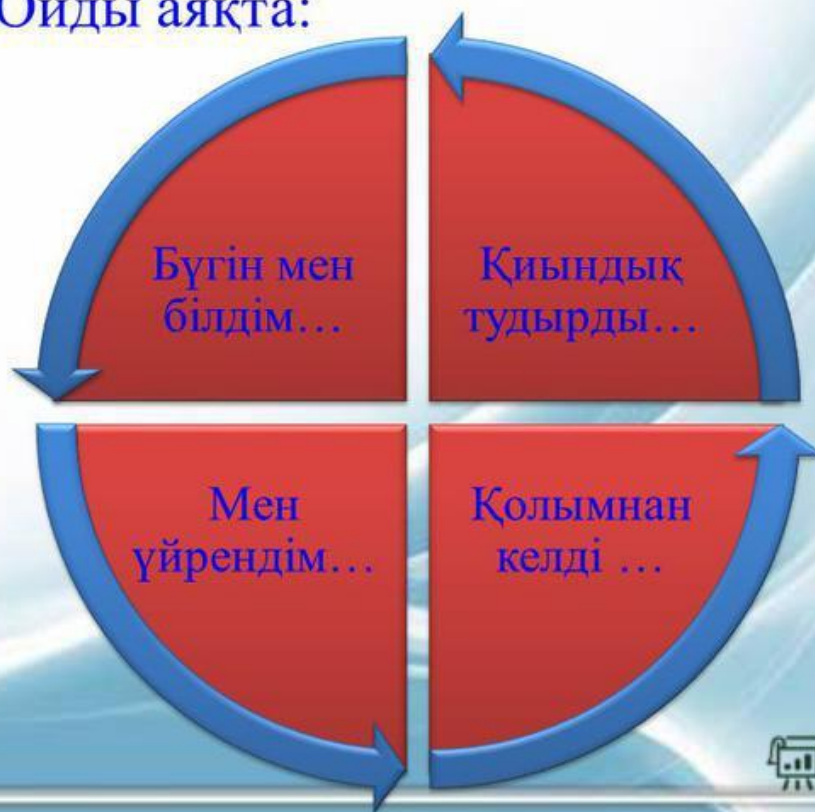 Ойды аяқта:
Бүгін мен
білдім…
Қиындық
тудырды…
Мен
үйрендім…
Қолымнан
келді …